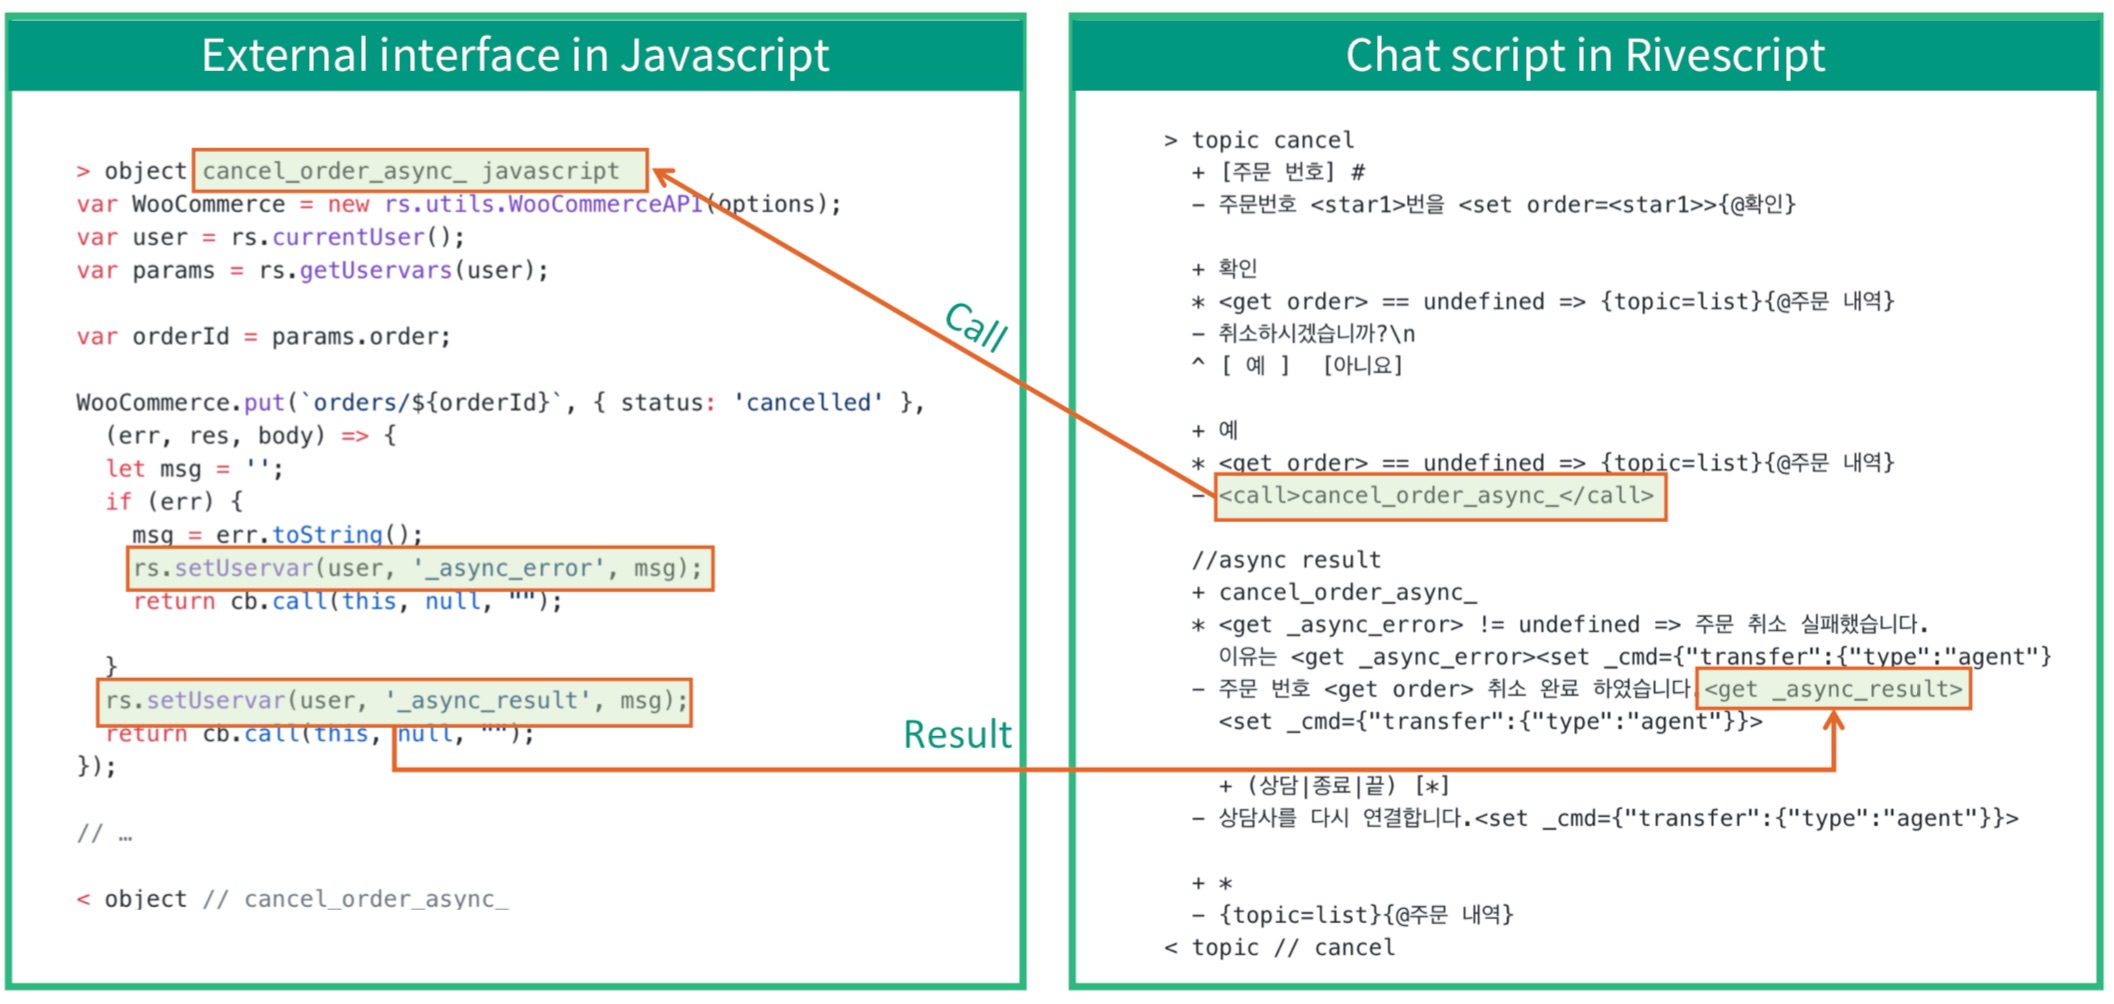 External interface in Javascript
> object cancel_order_async_ javascript
var WooCommerce = new rs.utils.WooCommerceAPI(options);
var user = rs.currentUser();
var params = rs.getUservars(user);
var orderId = params.order;
WooCommerce.put(`orders/${orderId}`, { status: 'cancelled' },
(err, res, body) => {
let msg = '';
if (err) {
msg = err.toString();
rs.setUservar(user, '_async_error', msg);
return cb.call(this, null, "");
}
rs.setUservar(user, '_async_result', msg);
return cb.call(this, null, "");
});
// …
< object // cancel_order_async_
Call
Result
Chat script in Rivescript
> topic cancel
+ [주문 번호] #
- 주문번호 <star1>번을 <set order=<star1>>{@확인}
+ 확인
* <get order> == undefined => {topic=list}{@주문 내역}
- 취소하시겠습니까?\n
^ [ 예 ] [아니요]
+ 예
* <get order> == undefined => {topic=list}{@주문 내역}
- <call>cancel_order_async_</call>
//async result
+ cancel_order_async_
* <get _async_error> != undefined => 주문 취소 실패했습니다.
이유는 <get _async_error><set _cmd={"transfer":{"type":"agent"}
- 주문 번호 <get order> 취소 완료 하였습니다. <get _async_result>
<set _cmd={"transfer":{"type":"agent"}}>
+ (상담|종료|끝) [*]
- 상담사를 다시 연결합니다.<set _cmd={"transfer":{"type":"agent"}}>
+ *
- {topic=list}{@주문 내역}
< topic // cancel